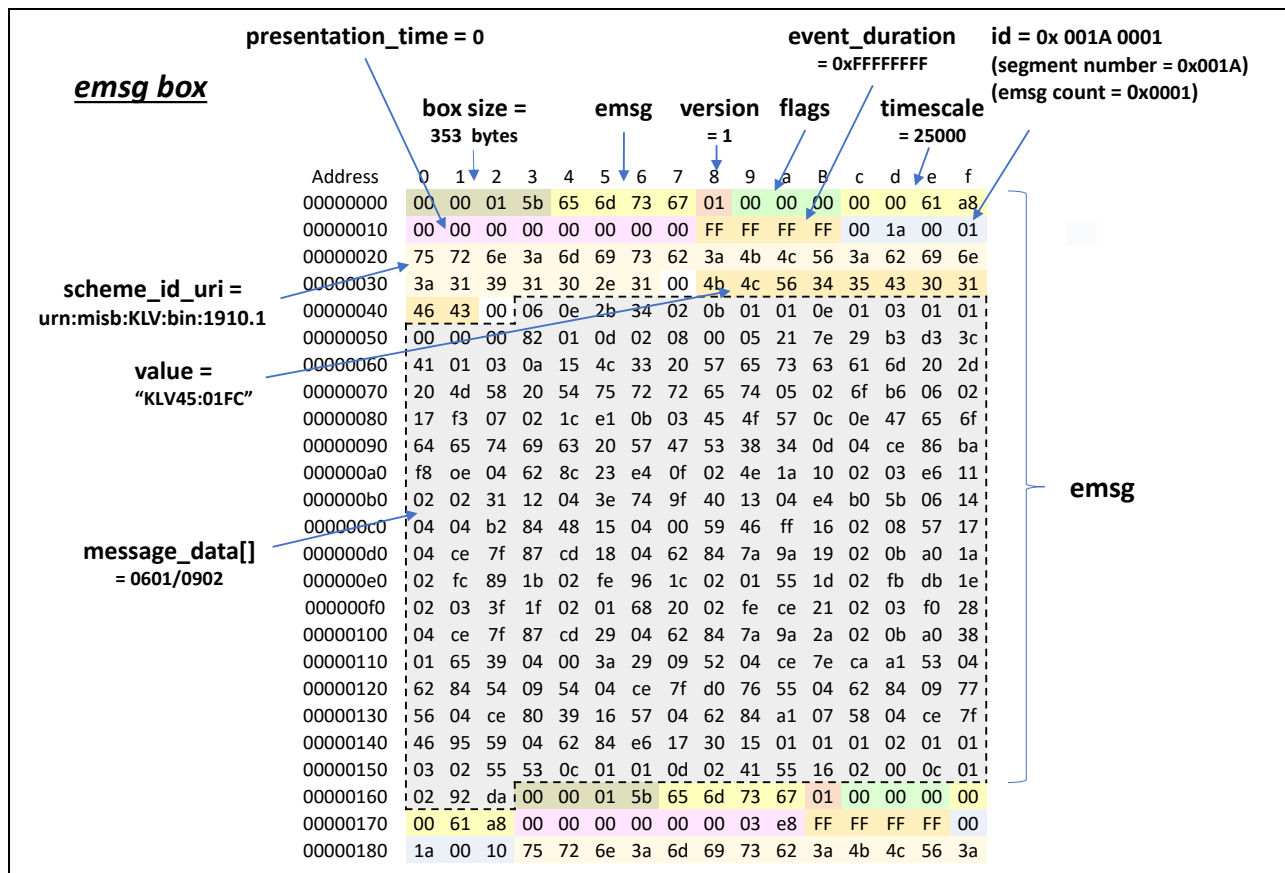 presentation_time = 0
event_duration
= 0xFFFFFFFF
id = 0x 001A 0001
(segment number = 0x001A)
(emsg count = 0x0001)
emsg box
box size =
353 bytes
emsg
version
= 1
flags
timescale
= 25000
Address 0 1 2 3 4 5 6 7 8 9 a B c d e f
00000000 00 00 01 5b 65 6d 73 67 01 00 00 00 00 00 61 a8
00000010 00 00 00 00 00 00 00 00 FF FF FF FF 00 1a 00 01
00000020 75 72 6e 3a 6d 69 73 62 3a 4b 4c 56 3a 62 69 6e
00000030 3a 31 39 31 30 2e 31 00 4b 4c 56 34 35 43 30 31
00000040 46 43 00 06 0e 2b 34 02 0b 01 01 0e 01 03 01 01
00000050 00 00 00 82 01 0d 02 08 00 05 21 7e 29 b3 d3 3c
00000060 41 01 03 0a 15 4c 33 20 57 65 73 63 61 6d 20 2d
00000070 20 4d 58 20 54 75 72 72 65 74 05 02 6f b6 06 02
00000080 17 f3 07 02 1c e1 0b 03 45 4f 57 0c 0e 47 65 6f
00000090 64 65 74 69 63 20 57 47 53 38 34 0d 04 ce 86 ba
000000a0 f8 oe 04 62 8c 23 e4 0f 02 4e 1a 10 02 03 e6 11
000000b0 02 02 31 12 04 3e 74 9f 40 13 04 e4 b0 5b 06 14
000000c0 04 04 b2 84 48 15 04 00 59 46 ff 16 02 08 57 17
000000d0 04 ce 7f 87 cd 18 04 62 84 7a 9a 19 02 0b a0 1a
000000e0 02 fc 89 1b 02 fe 96 1c 02 01 55 1d 02 fb db 1e
000000f0 02 03 3f 1f 02 01 68 20 02 fe ce 21 02 03 f0 28
00000100 04 ce 7f 87 cd 29 04 62 84 7a 9a 2a 02 0b a0 38
00000110 01 65 39 04 00 3a 29 09 52 04 ce 7e ca a1 53 04
00000120 62 84 54 09 54 04 ce 7f d0 76 55 04 62 84 09 77
00000130 56 04 ce 80 39 16 57 04 62 84 a1 07 58 04 ce 7f
00000140 46 95 59 04 62 84 e6 17 30 15 01 01 01 02 01 01
00000150 03 02 55 53 0c 01 01 0d 02 41 55 16 02 00 0c 01
00000160 02 92 da 00 00 01 5b 65 6d 73 67 01 00 00 00 00
00000170 00 61 a8 00 00 00 00 00 00 03 e8 FF FF FF FF 00
00000180 1a 00 10 75 72 6e 3a 6d 69 73 62 3a 4b 4c 56 3a
scheme_id_uri =
urn:misb:KLV:bin:1910.1
value =
“KLV45:01FC”
message_data[]
= 0601/0902
emsg